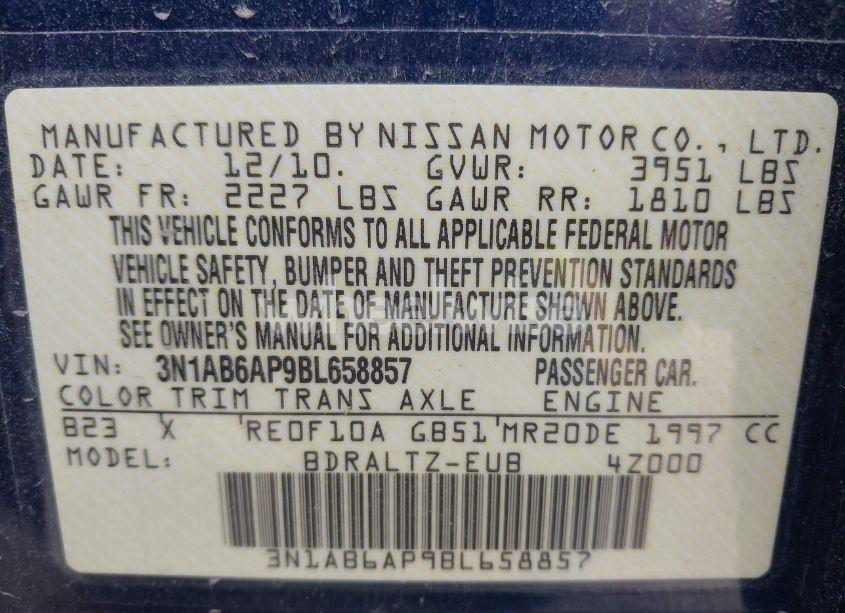 MANUFACTURED BY NISSAN MOTOR CO., LTD.
DATE: 12/10. GVWR: 3951 LBS
GAWR FR: 2227 LBS GAWR RR: 1810 LBS
THIS VEHICLE CONFORMS TO ALL APPLICABLE FEDERAL MOTOR
VEHICLE SAFETY, BUMPER AND THEFT PREVENTION STANDARDS
IN EFFECT ON THE DATE OF MANUFACTURE SHOWN ABOVE.
SEE OWNER'S MANUAL FOR ADDITIONAL INFORMATION.
VIN: 3N1AB6AP9BL658857 PASSENGER CAR.
COLOR TRIM TRANS AXLE ENGINE
B23 X RE0F10A GB51 MR20DE 1997 CC
MODEL: BDRALTZ-EUB 4Z000
3N1AB6AP9BL658857